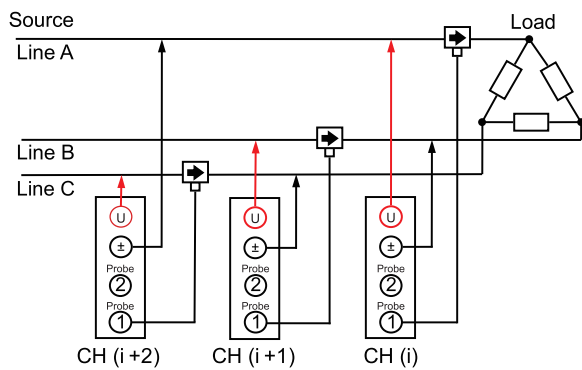 Source
Load
Line A
Line B
Line C
U
U
U
±
±
±
Probe
Probe
Probe
2
2
2
Probe
Probe
Probe
1
1
1
CH (i +2)
CH (i +1)
CH (i)